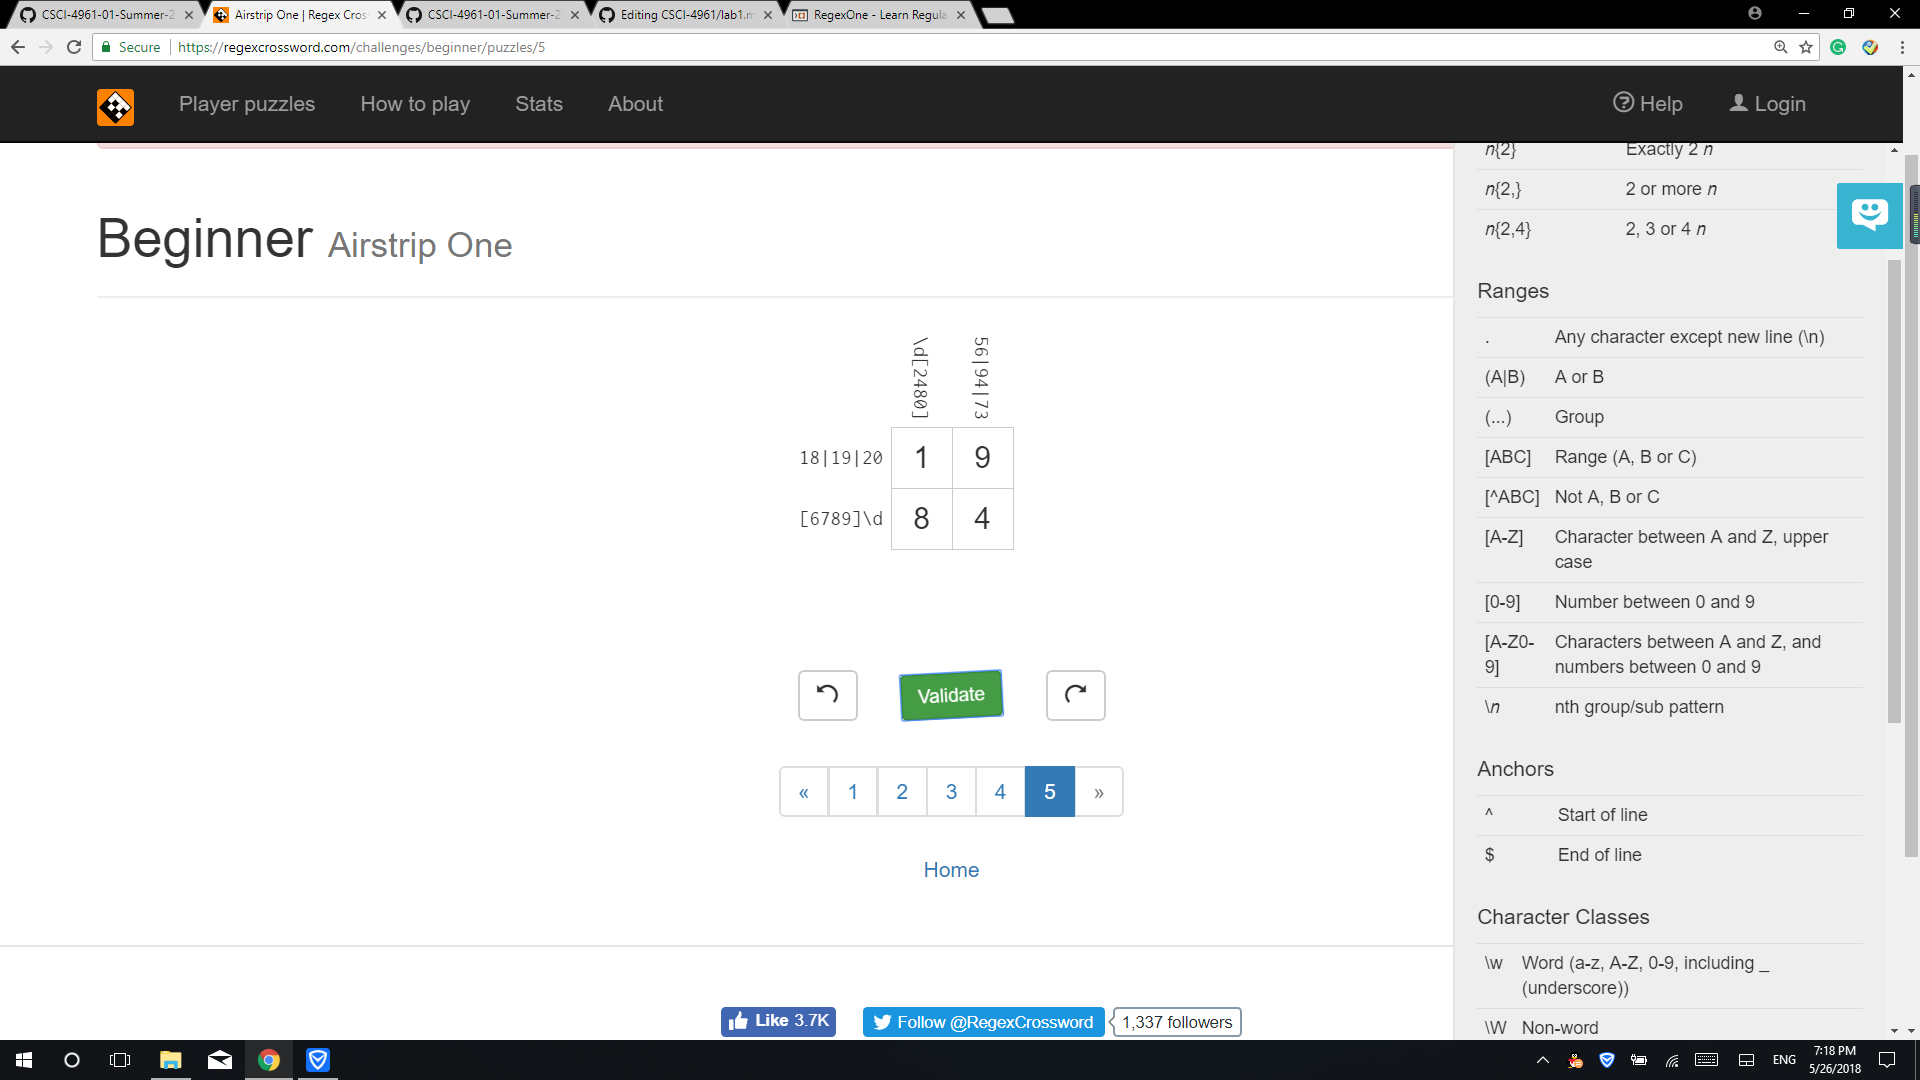 CSCI-4961-01-Summer-2
Airstrip One | Regex Cros
CSCI-4961-01-Summer-2
Editing CSCI-4961/lab1.m
RegexOne - Learn Regula
Secure
https://regexcrossword.com/challenges/beginner/puzzles/5
Player puzzles
How to play
Stats
About
Help
Login
n{2} Exactly 2 n
n{2,} 2 or more n
n{2,4} 2, 3 or 4 n
Beginner Airstrip One
\d[2480]
56|94|73
18|19|20 1 9
[6789]\d 8 4
Validate
« 1 2 3 4 5 »
Home
Like 3.7K
Follow @RegexCrossword
1,337 followers
Ranges
. Any character except new line (\n)
(A|B) A or B
(...) Group
[ABC] Range (A, B or C)
[^ABC] Not A, B or C
[A-Z] Character between A and Z, upper
case
[0-9] Number between 0 and 9
[A-Z0- Characters between A and Z, and
9] numbers between 0 and 9
\n nth group/sub pattern
Anchors
^ Start of line
$ End of line
Character Classes
\w Word (a-z, A-Z, 0-9, including _
(underscore))
\W Non-word
ENG
7:18 PM
5/26/2018